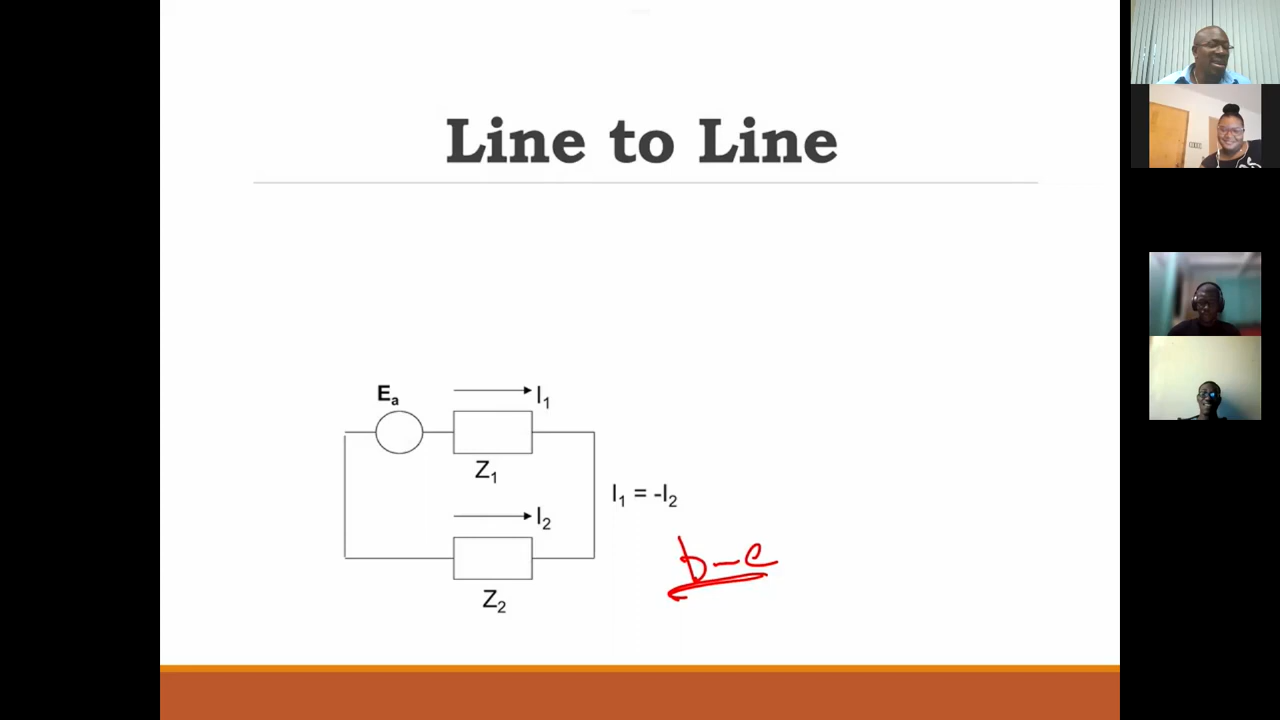 Line to Line
Eₐ
I₁
Z₁
I₁ = -I₂
I₂
b-c
Z₂